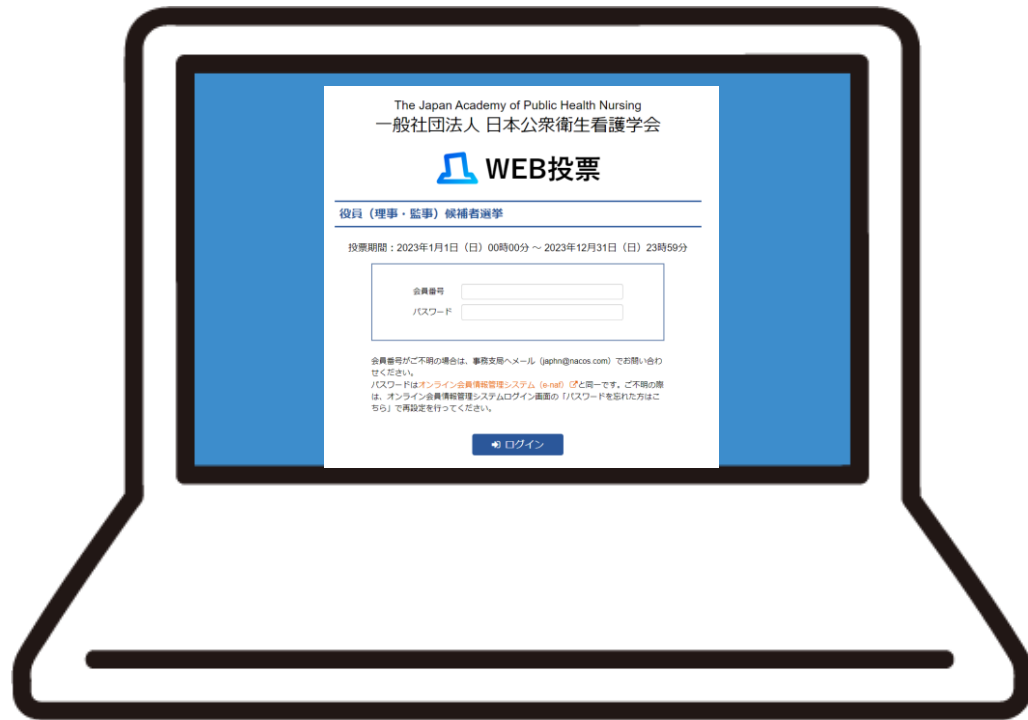 The Japan Academy of Public Health Nursing
一般社団法人 日本公衆衛生看護学会
WEB投票
役員（理事・監事）候補者選挙
投票期間：2023年1月1日（日）00時00分 ～ 2023年12月31日（日）23時59分
会員番号
パスワード
会員番号がご不明の場合は、事務支局へメール（japhn@nacos.com）でお問い合わ
せください。
パスワードはオンライン会員情報管理システム（e-naf）と同一です。ご不明の際
は、オンライン会員情報管理システムログイン画面の「パスワードを忘れた方はこ
ちら」で再設定を行ってください。
ログイン